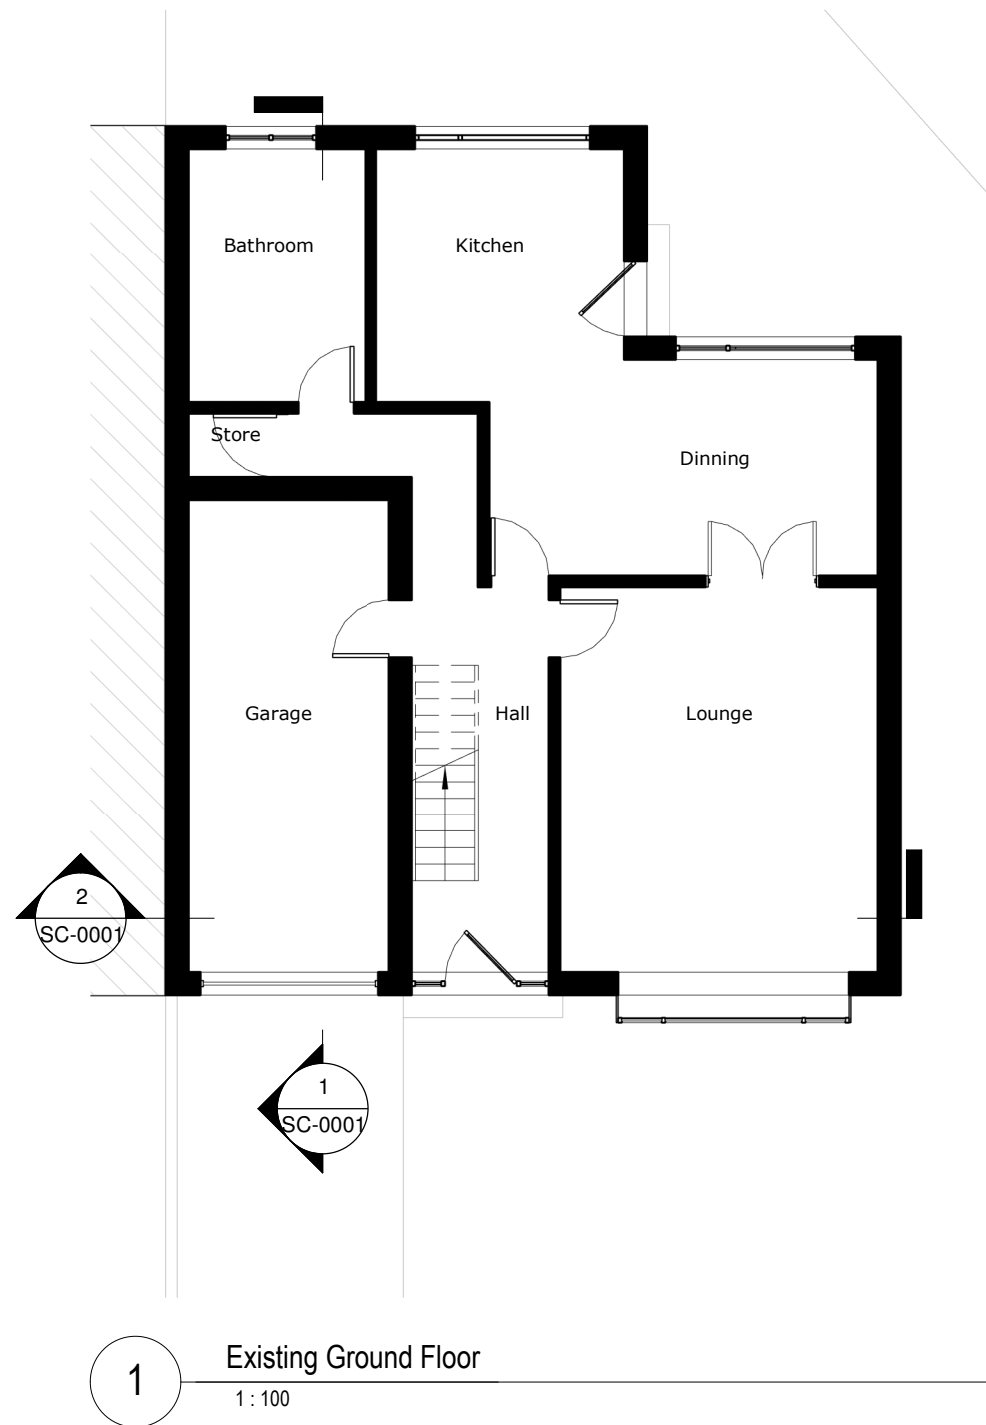 Bathroom
Kitchen
Store
Dinning
Garage
Hall
Lounge
2
SC-0001
1
SC-0001
1
Existing Ground Floor
1 : 100